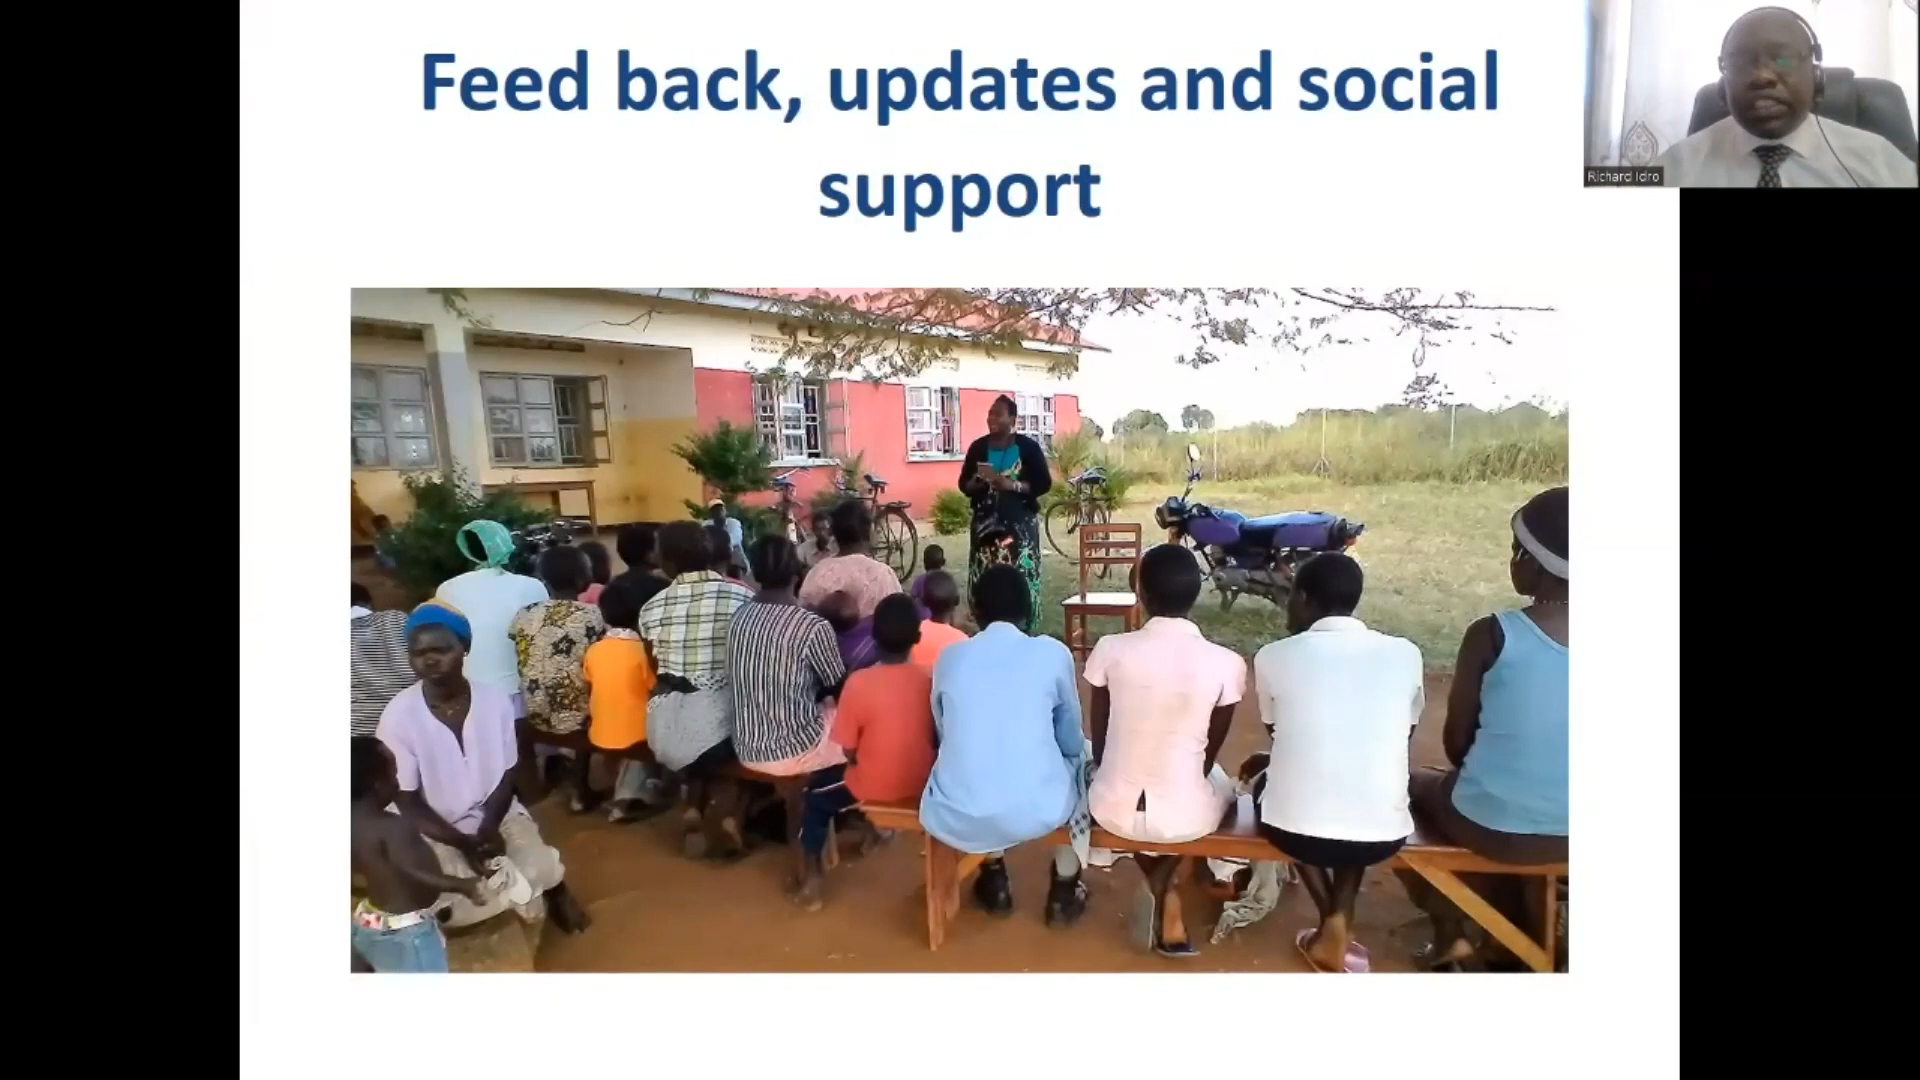 Feed back, updates and social
support
Richard Idro